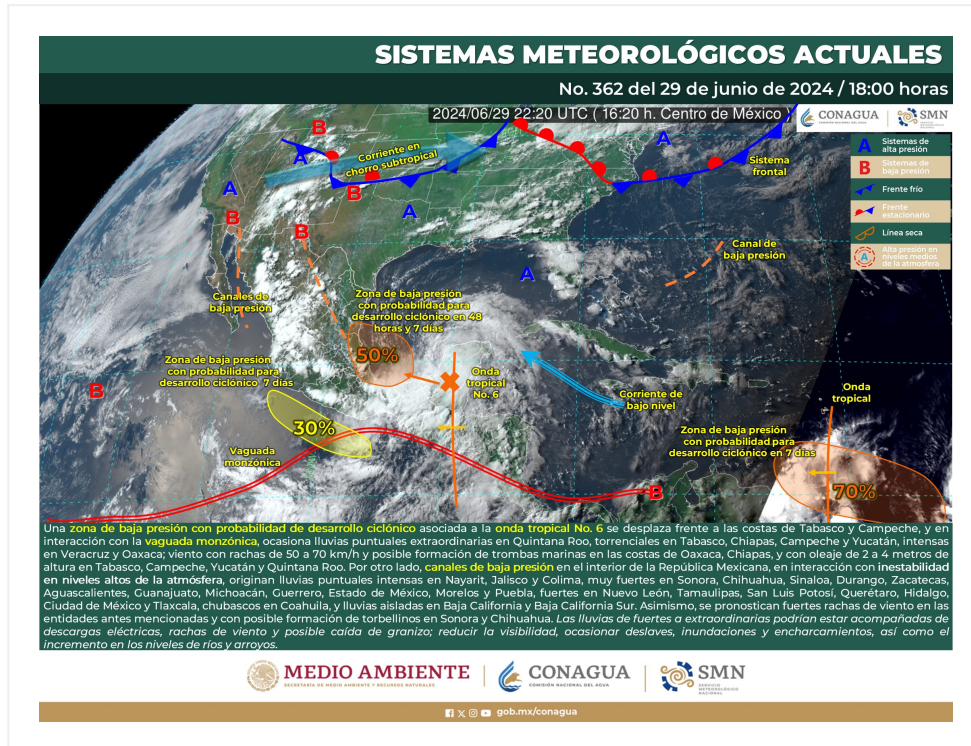 SISTEMAS METEOROLÓGICOS ACTUALES
No. 362 del 29 de junio de 2024 / 18:00 horas
2024/06/29 22:20 UTC ( 16:20 h. Centro de México )
CONAGUA
COMISIÓN NACIONAL DEL AGUA
SMN
SERVICIO
METEOROLÓGICO
NACIONAL
A Sistemas de
alta presión
B Sistemas de
baja presión
Frente frío
Frente
estacionario
Línea seca
A Alta presión en
niveles medios
de la atmosfera
B
A
Corriente en
chorro subtropical
A
Sistema
frontal
A
B
A
B
B
Canal de
baja presión
A
Canales de
baja presión
Zona de baja presión
con probabilidad para
desarrollo ciclónico en 48
horas y 7 días
50%
Zona de baja presión
con probabilidad para
desarrollo ciclónico 7 días
30%
B
Onda
tropical
No. 6
Corriente de
bajo nivel
Onda
tropical
Zona de baja presión
con probabilidad para
desarrollo ciclónico en 7 días
70%
Vaguada
monzónica
B
Una zona de baja presión con probabilidad de desarrollo ciclónico asociada a la onda tropical No. 6 se desplaza frente a las costas de Tabasco y Campeche, y en
interacción con la vaguada monzónica, ocasiona lluvias puntuales extraordinarias en Quintana Roo, torrenciales en Tabasco, Chiapas, Campeche y Yucatán, intensas
en Veracruz y Oaxaca; viento con rachas de 50 a 70 km/h y posible formación de trombas marinas en las costas de Oaxaca, Chiapas, y con oleaje de 2 a 4 metros de
altura en Tabasco, Campeche, Yucatán y Quintana Roo. Por otro lado, canales de baja presión en el interior de la República Mexicana, en interacción con inestabilidad
en niveles altos de la atmósfera, originan lluvias puntuales intensas en Nayarit, Jalisco y Colima, muy fuertes en Sonora, Chihuahua, Sinaloa, Durango, Zacatecas,
Aguascalientes, Guanajuato, Michoacán, Guerrero, Estado de México, Morelos y Puebla, fuertes en Nuevo León, Tamaulipas, San Luis Potosí, Querétaro, Hidalgo,
Ciudad de México y Tlaxcala, chubascos en Coahuila, y lluvias aisladas en Baja California y Baja California Sur. Asimismo, se pronostican fuertes rachas de viento en las
entidades antes mencionadas y con posible formación de torbellinos en Sonora y Chihuahua. Las lluvias de fuertes a extraordinarias podrían estar acompañadas de
descargas eléctricas, rachas de viento y posible caída de granizo; reducir la visibilidad, ocasionar deslaves, inundaciones y encharcamientos, así como el
incremento en los niveles de ríos y arroyos.
MEDIO AMBIENTE
SECRETARÍA DE MEDIO AMBIENTE Y RECURSOS NATURALES
CONAGUA
COMISIÓN NACIONAL DEL AGUA
SMN
SERVICIO
METEOROLÓGICO
NACIONAL
gob.mx/conagua